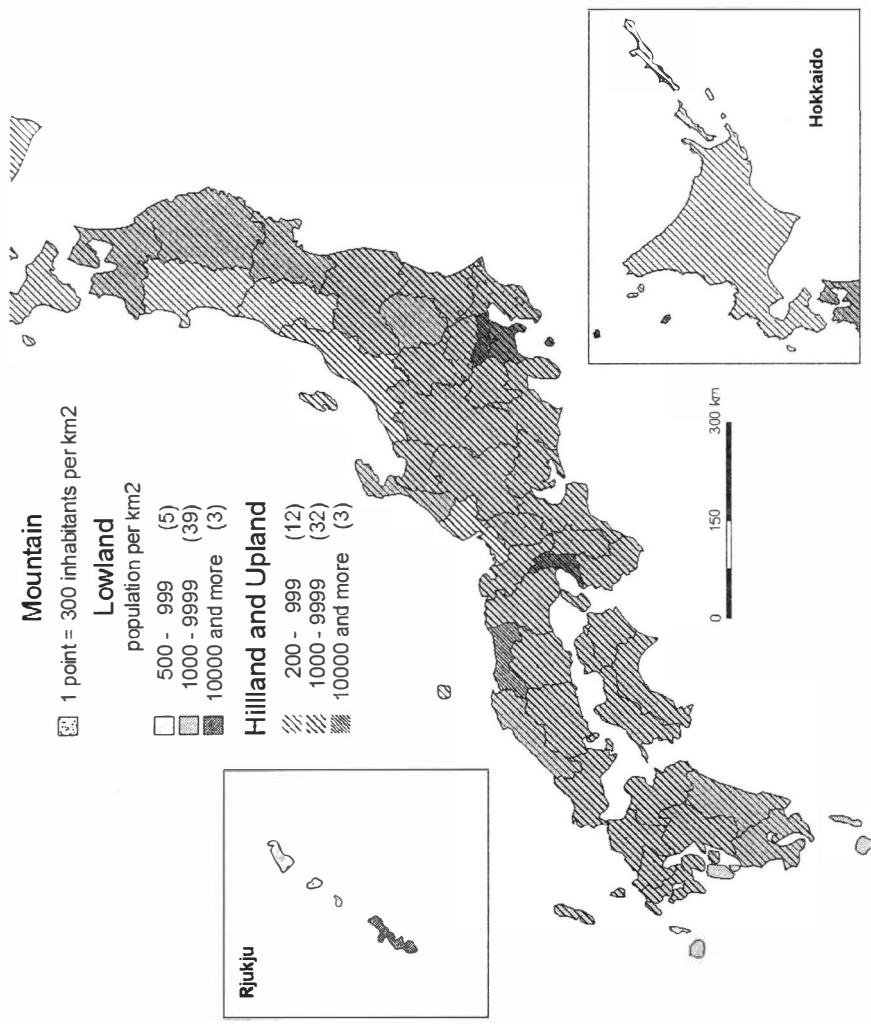 Mountain
1 point = 300 inhabitants per km2
Lowland
population per km2
500 - 999 (5)
1000 - 9999 (39)
10000 and more (3)
Hillland and Upland
200 - 999 (12)
1000 - 9999 (32)
10000 and more (3)
Rjukju
0 150 300 km
Hokkaido